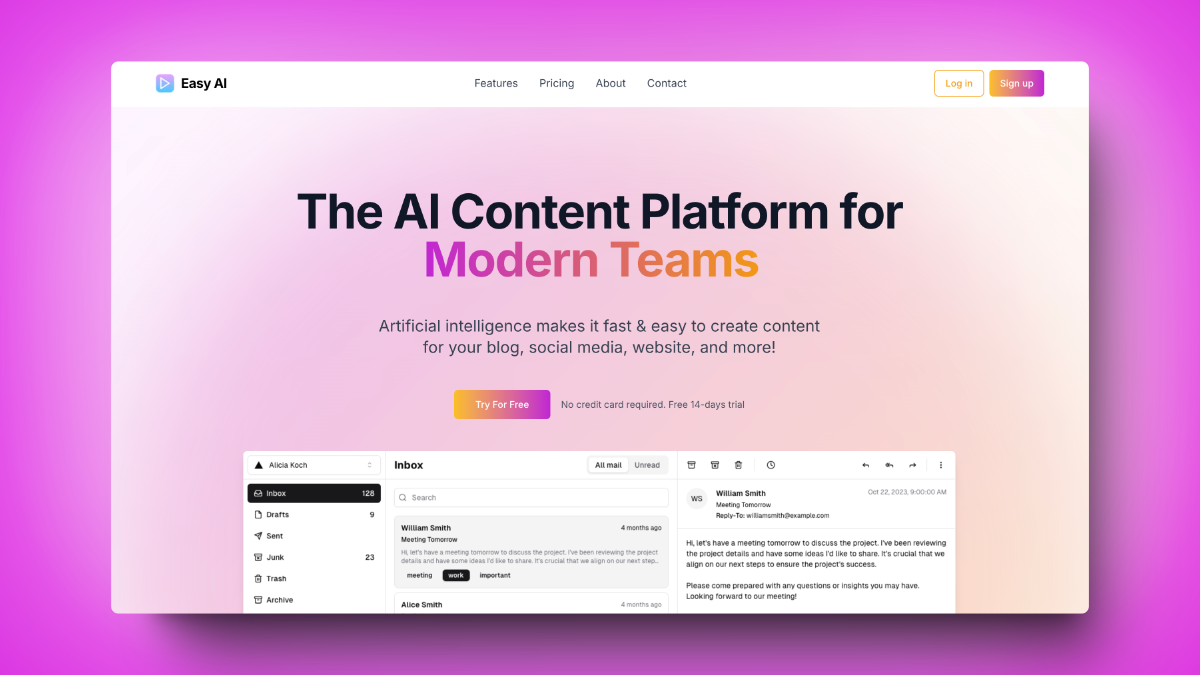 Easy AI
Features
Pricing
About
Contact
Log in
Sign up
The AI Content Platform for
Modern Teams
Artificial intelligence makes it fast & easy to create content
for your blog, social media, website, and more!
Try For Free
No credit card required. Free 14-days trial
Alicia Koch
Inbox 128
Drafts 9
Sent
Junk 23
Trash
Archive
Inbox
All mail
Unread
Search
William Smith
4 months ago
Meeting Tomorrow
Hi, let's have a meeting tomorrow to discuss the project. I've been reviewing the project
details and have some ideas I'd like to share. It's crucial that we align on our next step...
meeting
work
important
Alice Smith
4 months ago
WS
William Smith
Oct 22, 2023, 9:00:00 AM
Meeting Tomorrow
Reply-To: williamsmith@example.com
Hi, let's have a meeting tomorrow to discuss the project. I've been reviewing
the project details and have some ideas I'd like to share. It's crucial that we
align on our next steps to ensure the project's success.
Please come prepared with any questions or insights you may have.
Looking forward to our meeting!